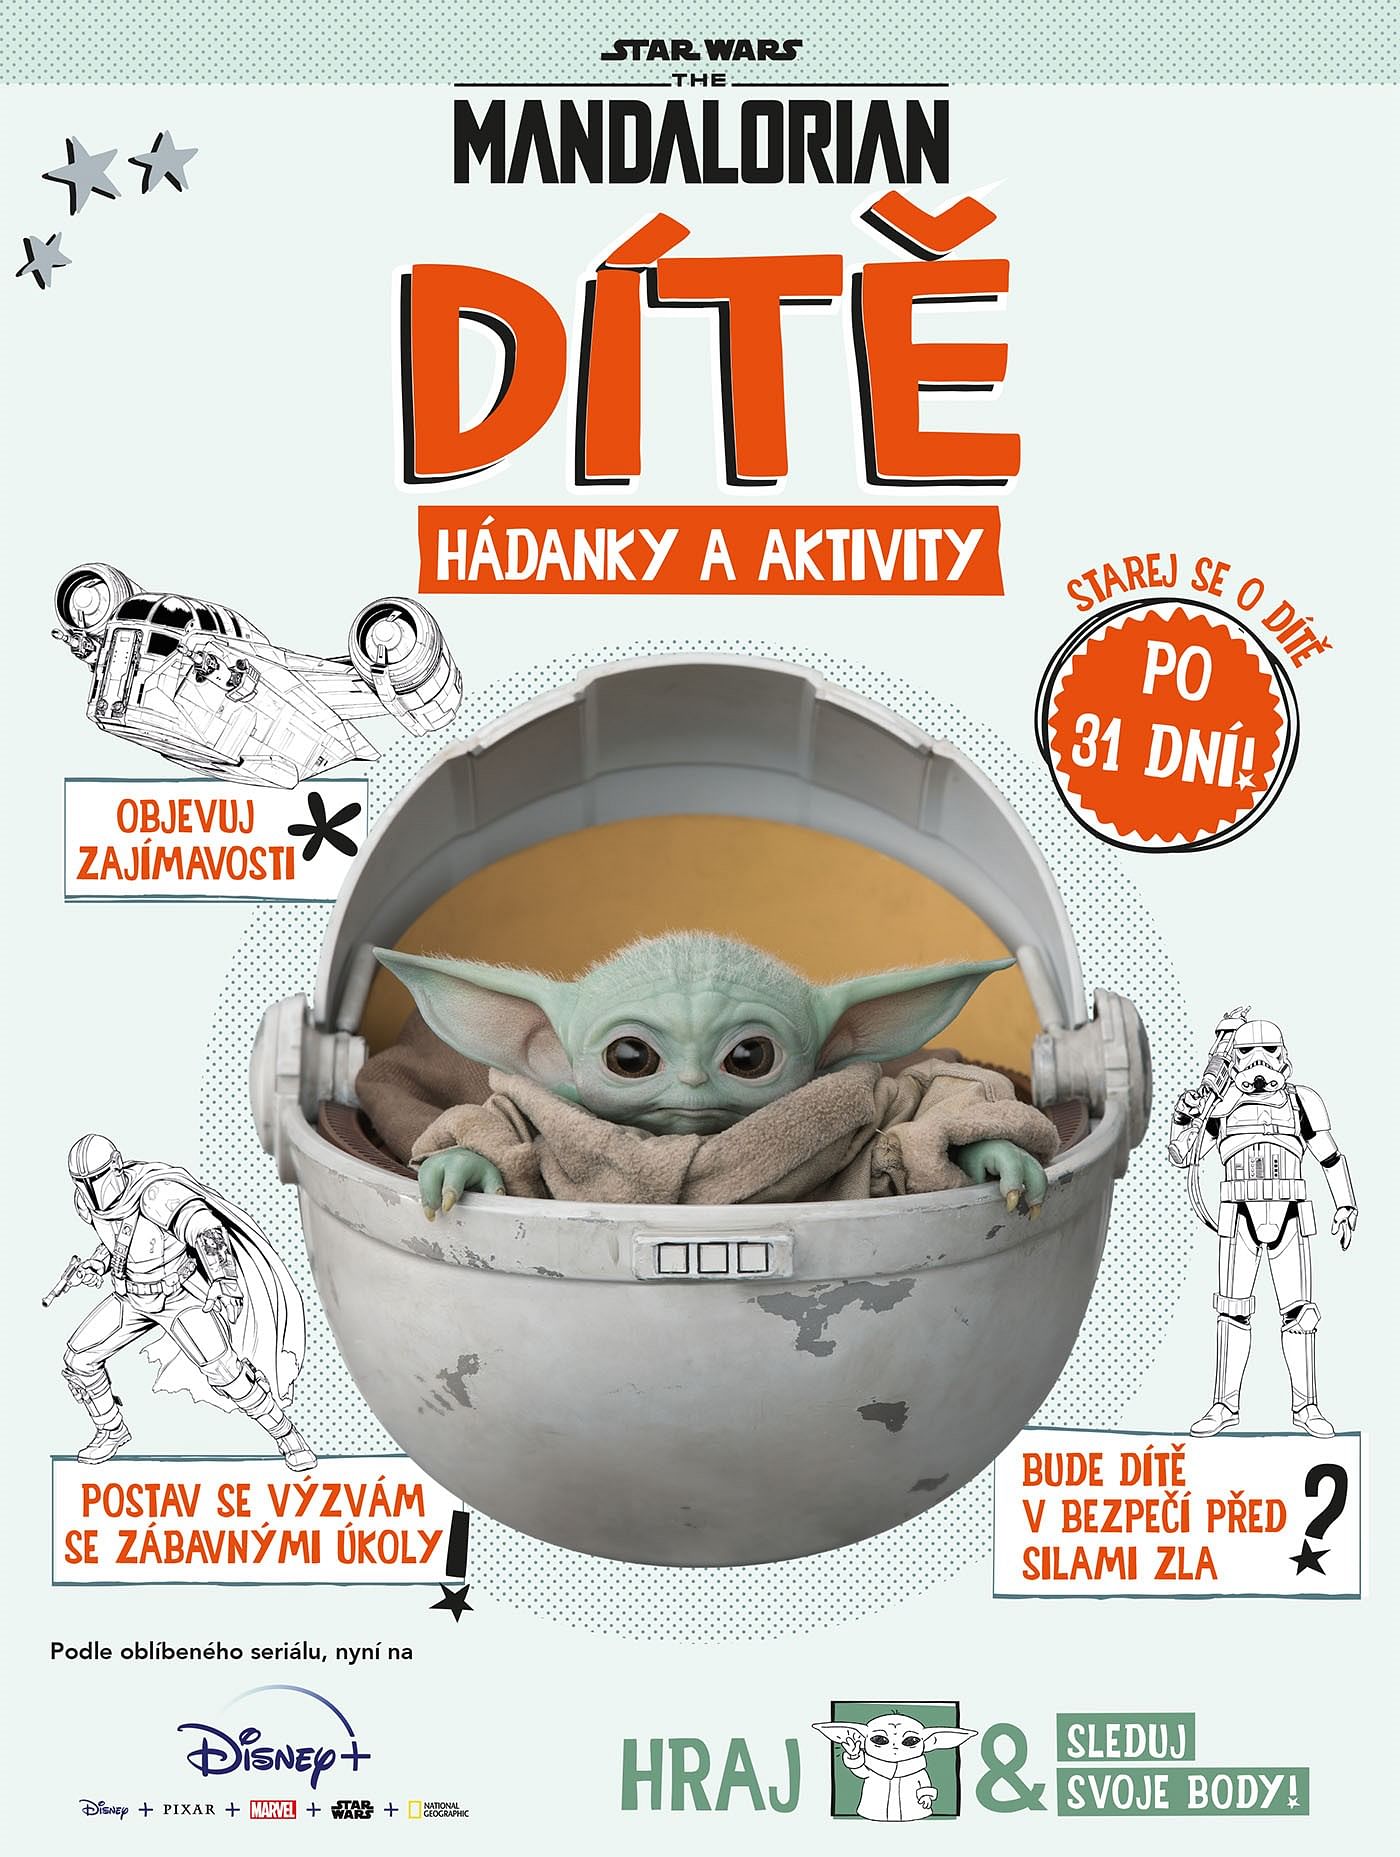 STAR WARS
THE
MANDALORIAN
DÍTĚ
HÁDANKY A AKTIVITY
STAREJ SE O DÍTĚ
PO
31 DNÍ!
OBJEVUJ
ZAJÍMAVOSTI
POSTAV SE VÝZVÁM
SE ZÁBAVNÝMI ÚKOLY!
BUDE DÍTĚ
V BEZPEČÍ PŘED
SILAMI ZLA?
Podle oblíbeného seriálu, nyní na
Disney+
Disney + PIXAR + MARVEL + STAR WARS + NATIONAL GEOGRAPHIC
HRAJ & SLEDUJ
SVOJE BODY!